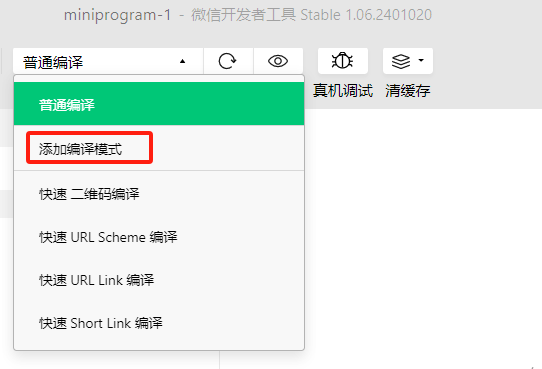 miniprogram-1 - 微信开发者工具 Stable 1.06.2401020
普通编译
真机调试 清缓存
普通编译
添加编译模式
快速 二维码编译
快速 URL Scheme 编译
快速 URL Link 编译
快速 Short Link 编译